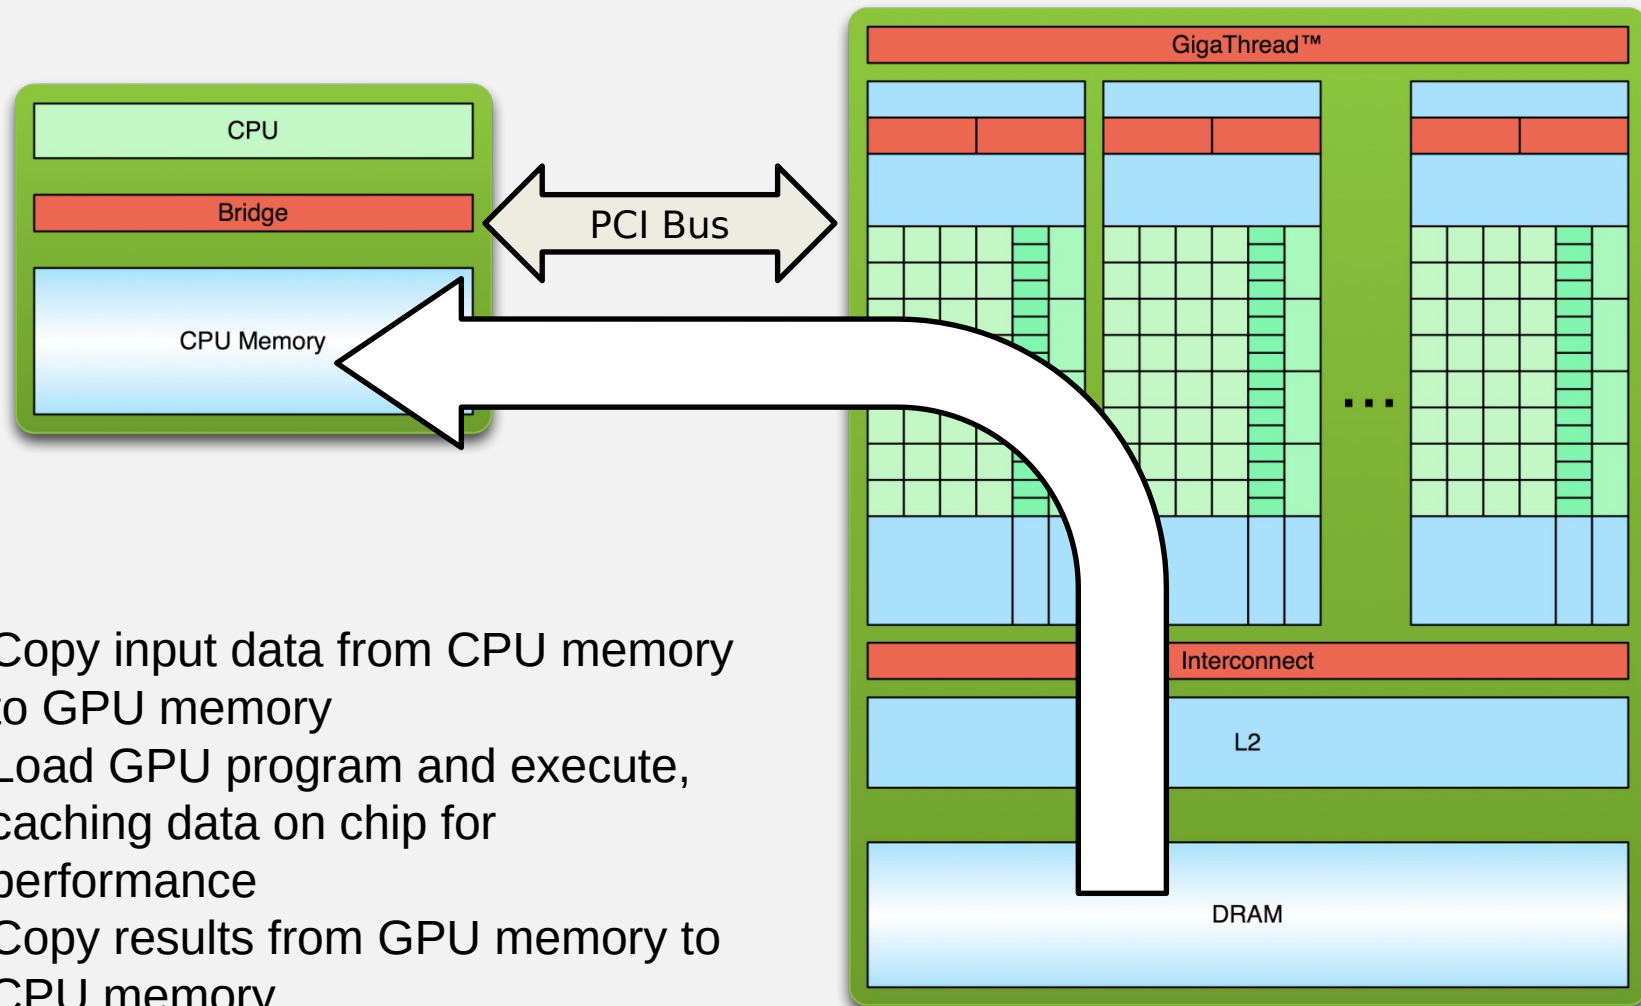 GigaThread™
CPU
Bridge
PCI Bus
CPU Memory
...
Copy input data from CPU memory
to GPU memory
Load GPU program and execute,
caching data on chip for
performance
Copy results from GPU memory to
CPU memory
Interconnect
L2
DRAM